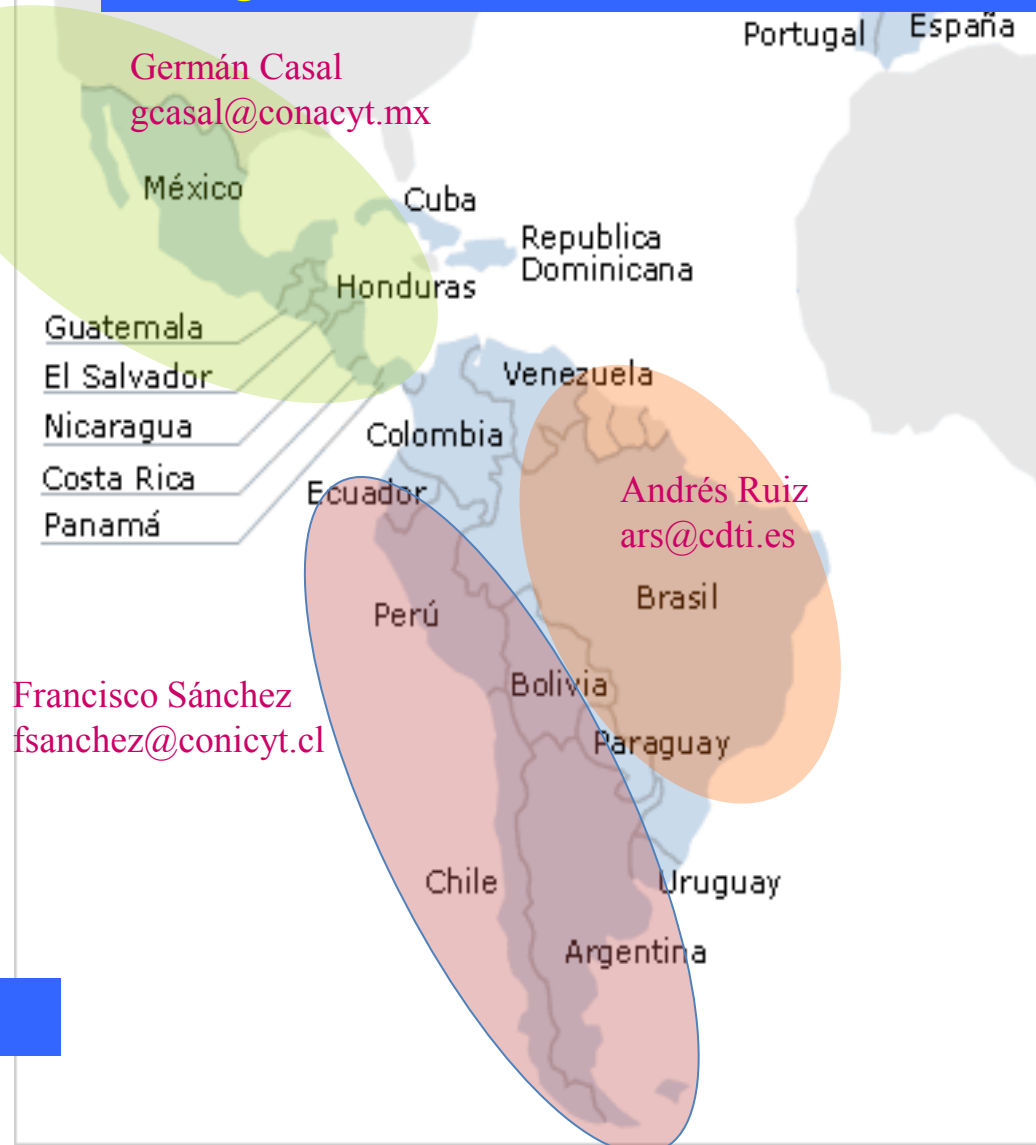 Portugal
España
Germán Casal
gcasal@conacyt.mx
México
Cuba
Republica
Dominicana
Honduras
Guatemala
El Salvador
Nicaragua
Costa Rica
Panamá
Venezuela
Colombia
Ecuador
Andrés Ruiz
ars@cdti.es
Brasil
Perú
Bolivia
Francisco Sánchez
fsanchez@conicyt.cl
Paraguay
Chile
Uruguay
Argentina